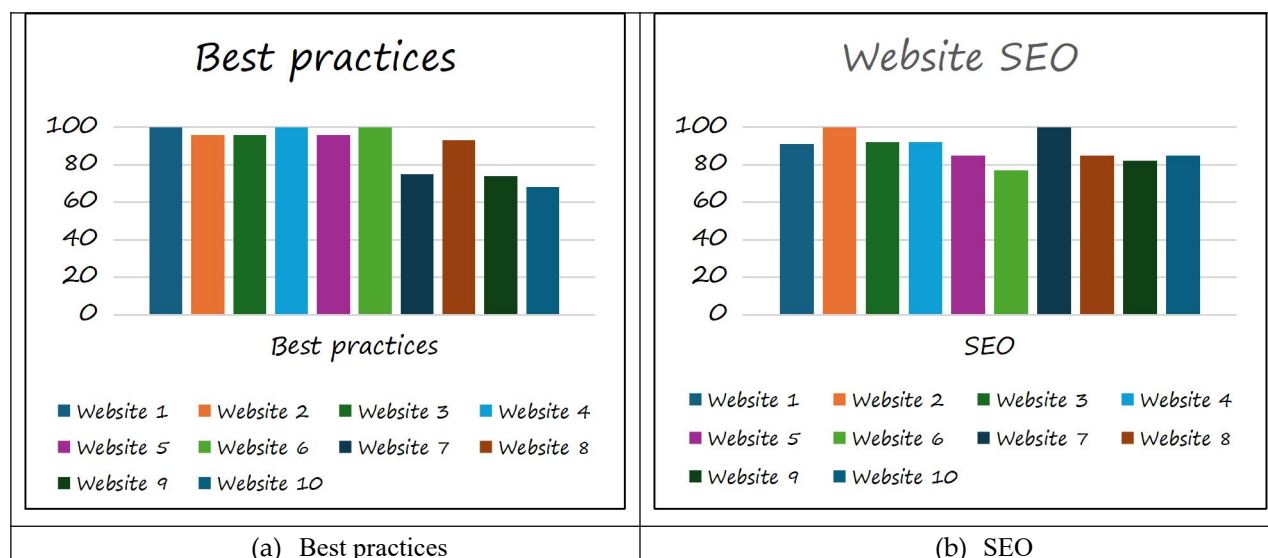 Best practices
100
80
60
40
20
0
Best practices
Website 1 Website 2 Website 3 Website 4
Website 5 Website 6 Website 7 Website 8
Website 9 Website 10
(a) Best practices
Website SEO
100
80
60
40
20
0
SEO
Website 1 Website 2 Website 3 Website 4
Website 5 Website 6 Website 7 Website 8
Website 9 Website 10
(b) SEO